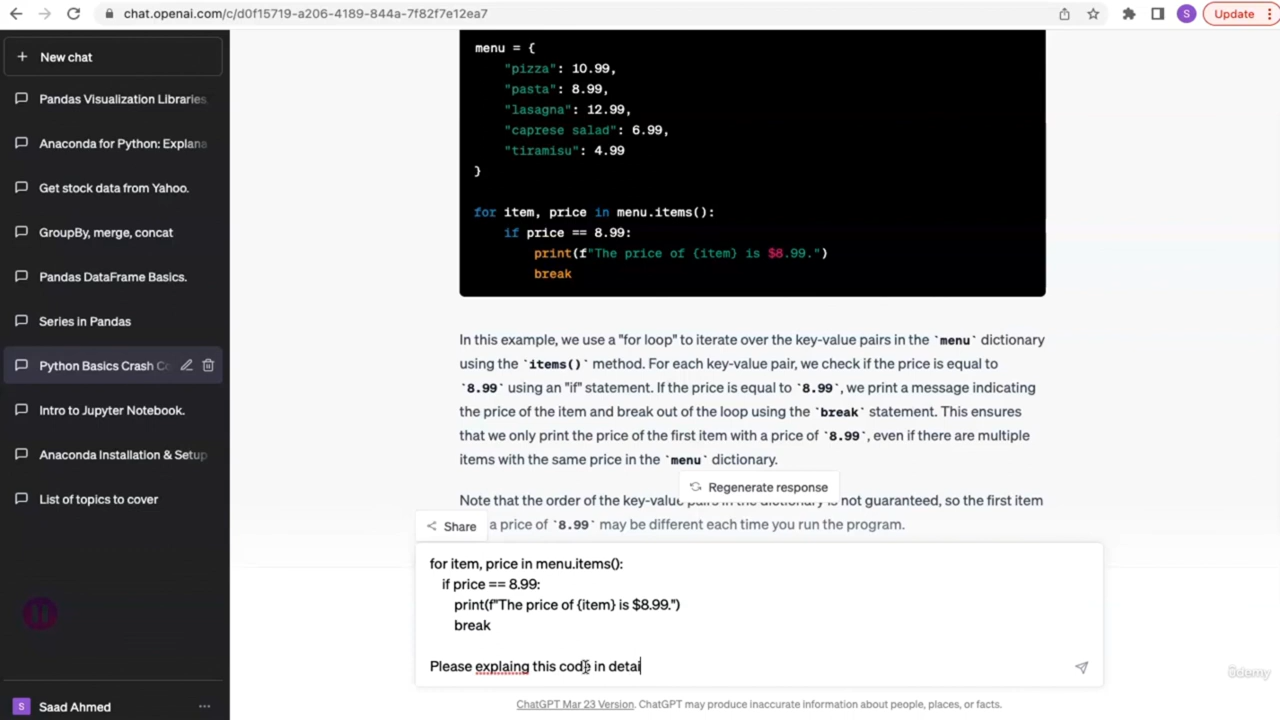 chat.openai.com/c/d0f15719-a206-4189-844a-7f82f7e12ea7
S
Update
+ New chat
Pandas Visualization Libraries
Anaconda for Python: Explana
Get stock data from Yahoo.
GroupBy, merge, concat
Pandas DataFrame Basics.
Series in Pandas
Python Basics Crash Co
Intro to Jupyter Notebook.
Anaconda Installation & Setup
List of topics to cover
S Saad Ahmed ...
menu = {
"pizza": 10.99,
"pasta": 8.99,
"lasagna": 12.99,
"caprese salad": 6.99,
"tiramisu": 4.99
}
for item, price in menu.items():
if price == 8.99:
print(f"The price of {item} is $8.99.")
break
In this example, we use a "for loop" to iterate over the key-value pairs in the `menu` dictionary
using the `items()` method. For each key-value pair, we check if the price is equal to
`8.99` using an "if" statement. If the price is equal to `8.99`, we print a message indicating
the price of the item and break out of the loop using the `break` statement. This ensures
that we only print the price of the first item with a price of `8.99`, even if there are multiple
items with the same price in the `menu` dictionary.
Regenerate response
Note that the order of the key-value pairs in the dictionary is not guaranteed, so the first item
a price of `8.99` may be different each time you run the program.
Share
for item, price in menu.items():
if price == 8.99:
print(f"The price of {item} is $8.99.")
break
Please explaing this code in detai
ChatGPT Mar 23 Version. ChatGPT may produce inaccurate information about people, places, or facts.
ûdemy